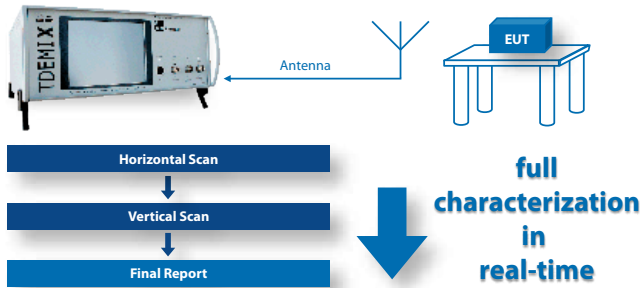 TDEMI X
EUT
Antenna
Horizontal Scan
Vertical Scan
Final Report
full
characterization
in
real-time